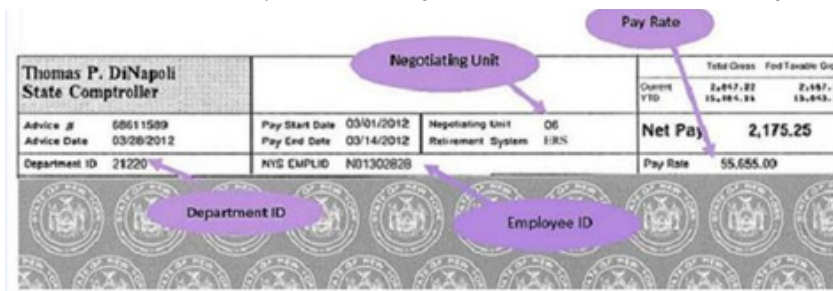 Pay Rate
Negotiating Unit
Thomas P. DiNapoli
State Comptroller
Total Gross Fed Taxable Gro
Current
YTD
Advice # 68611589
Advice Date 03/28/2012
Pay Start Date 03/01/2012
Pay End Date 03/14/2012
Negotiating Unit 06
Retirement System ERS
Net Pay 2,175.25
Department ID 21220
NYS EMPLID N01302828
Pay Rate 55,655.00
Department ID
Employee ID